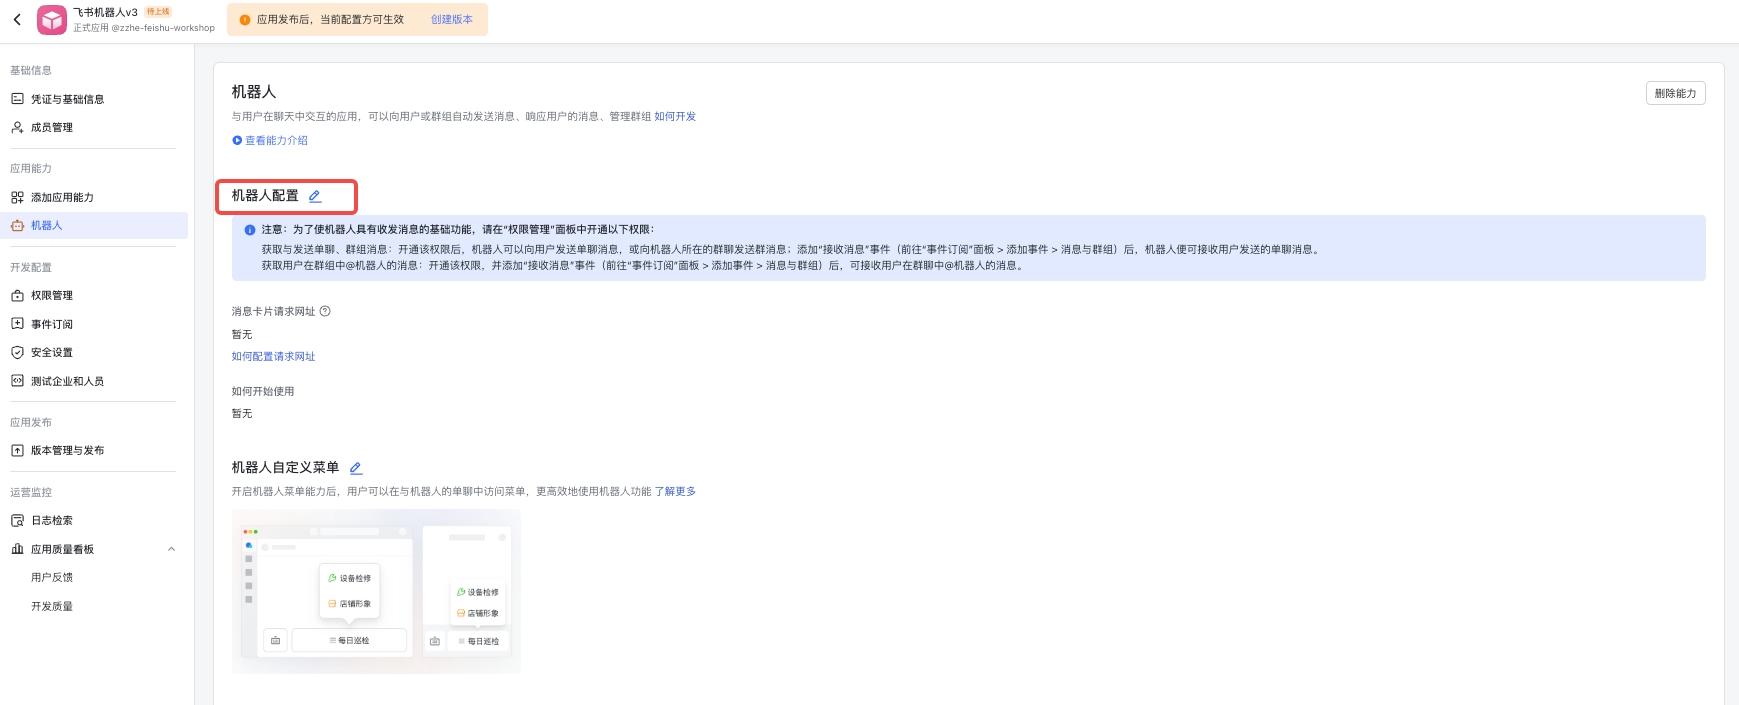 飞书机器人v3 待上线
正式应用 @zzhe-feishu-workshop
应用发布后，当前配置方可生效 创建版本
基础信息
凭证与基础信息
成员管理
应用能力
添加应用能力
机器人
开发配置
权限管理
事件订阅
安全设置
测试企业和人员
应用发布
版本管理与发布
运营监控
日志检索
应用质量看板
用户反馈
开发质量
机器人
删除能力
与用户在聊天中交互的应用，可以向用户或群组自动发送消息、响应用户的消息、管理群组 如何开发
查看能力介绍
机器人配置
注意：为了使机器人具有收发消息的基础功能，请在“权限管理”面板中开通以下权限：
获取与发送单聊、群组消息：开通该权限后，机器人可以向用户发送单聊消息，或向机器人所在的群聊发送群消息；添加“接收消息”事件（前往“事件订阅”面板 > 添加事件 > 消息与群组）后，机器人便可接收用户发送的单聊消息。
获取用户在群组中@机器人的消息：开通该权限，并添加“接收消息”事件（前往“事件订阅”面板 > 添加事件 > 消息与群组）后，可接收用户在群聊中@机器人的消息。
消息卡片请求网址
暂无
如何配置请求网址
如何开始使用
暂无
机器人自定义菜单
开启机器人菜单能力后，用户可以在与机器人的单聊中访问菜单，更高效地使用机器人功能 了解更多
设备检修
店铺形象
每日巡检
设备检修
店铺形象
每日巡检